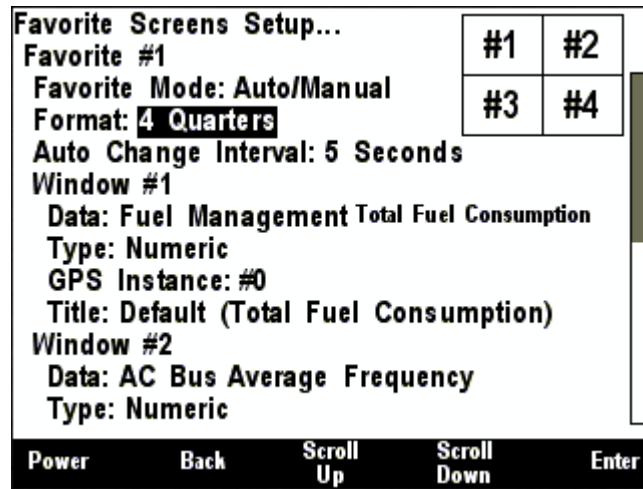 Favorite Screens Setup...
Favorite #1
Favorite Mode: Auto/Manual
Format: 4 Quarters
#1 #2
#3 #4
Auto Change Interval: 5 Seconds
Window #1
Data: Fuel Management Total Fuel Consumption
Type: Numeric
GPS Instance: #0
Title: Default (Total Fuel Consumption)
Window #2
Data: AC Bus Average Frequency
Type: Numeric
Power Back Scroll Up Scroll Down Enter